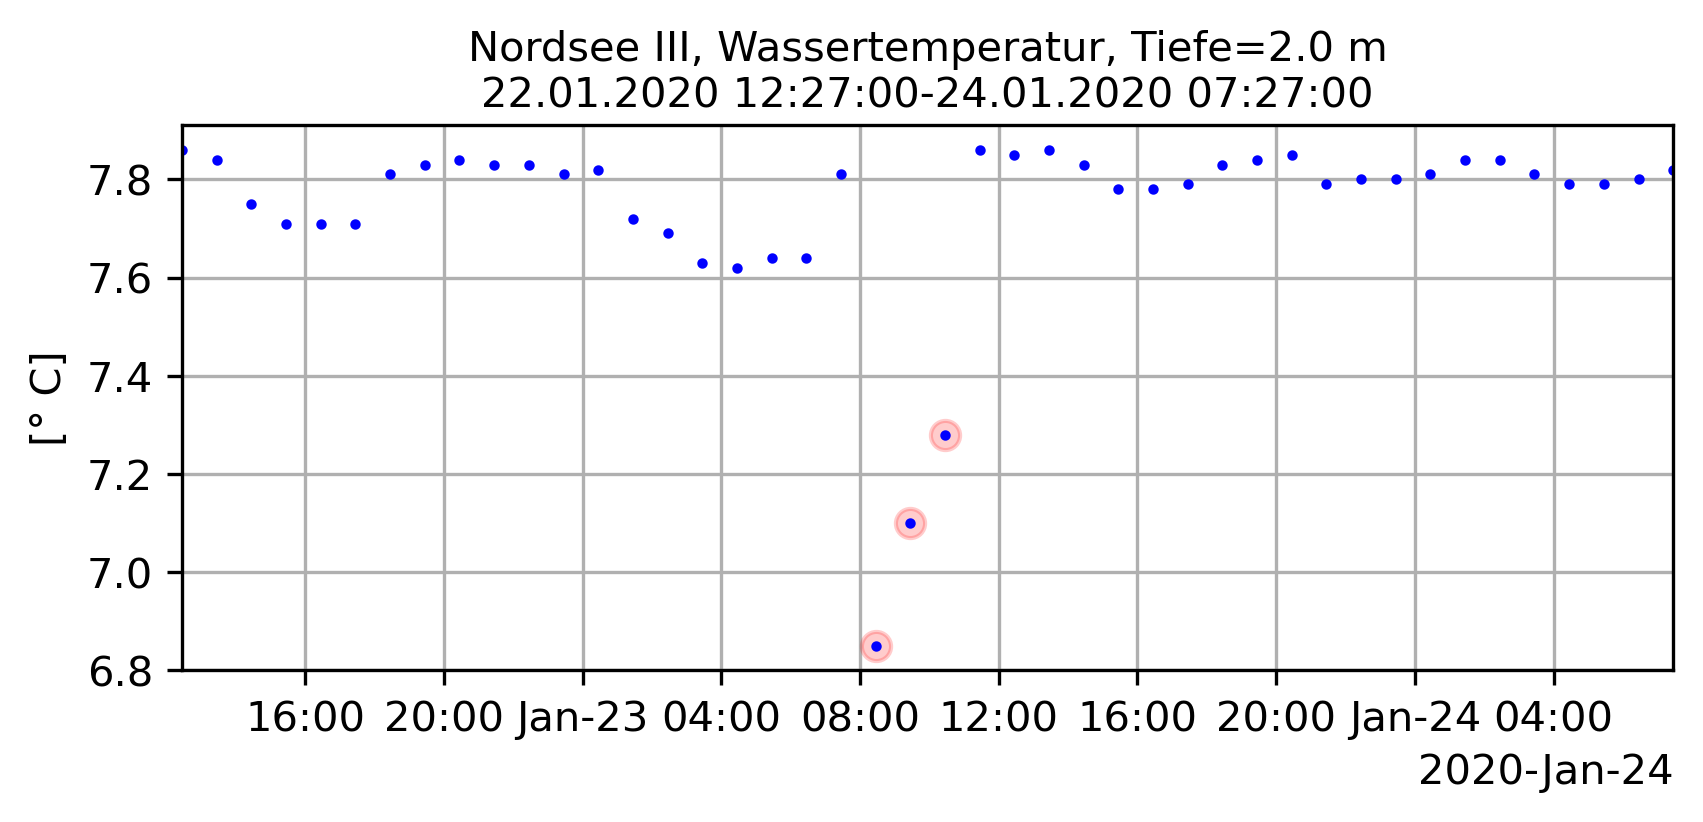 Nordsee III, Wassertemperatur, Tiefe=2.0 m
22.01.2020 12:27:00-24.01.2020 07:27:00
[° C]
7.8
7.6
7.4
7.2
7.0
6.8
16:00 20:00 Jan-23 04:00 08:00 12:00 16:00 20:00 Jan-24 04:00
2020-Jan-24